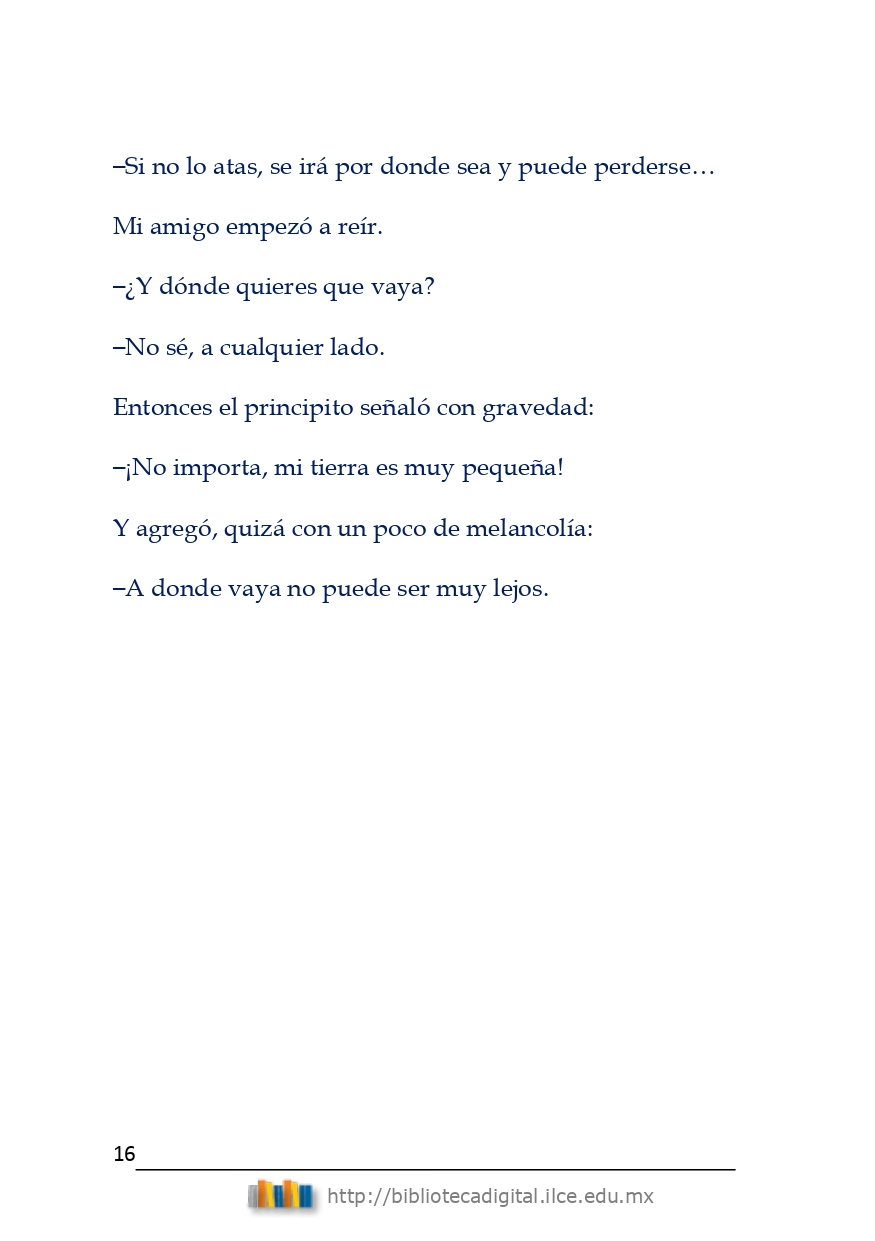 –Si no lo atas, se irá por donde sea y puede perderse…
Mi amigo empezó a reír.
–¿Y dónde quieres que vaya?
–No sé, a cualquier lado.
Entonces el principito señaló con gravedad:
–¡No importa, mi tierra es muy pequeña!
Y agregó, quizá con un poco de melancolía:
–A donde vaya no puede ser muy lejos.
16
http://bibliotecadigital.ilce.edu.mx